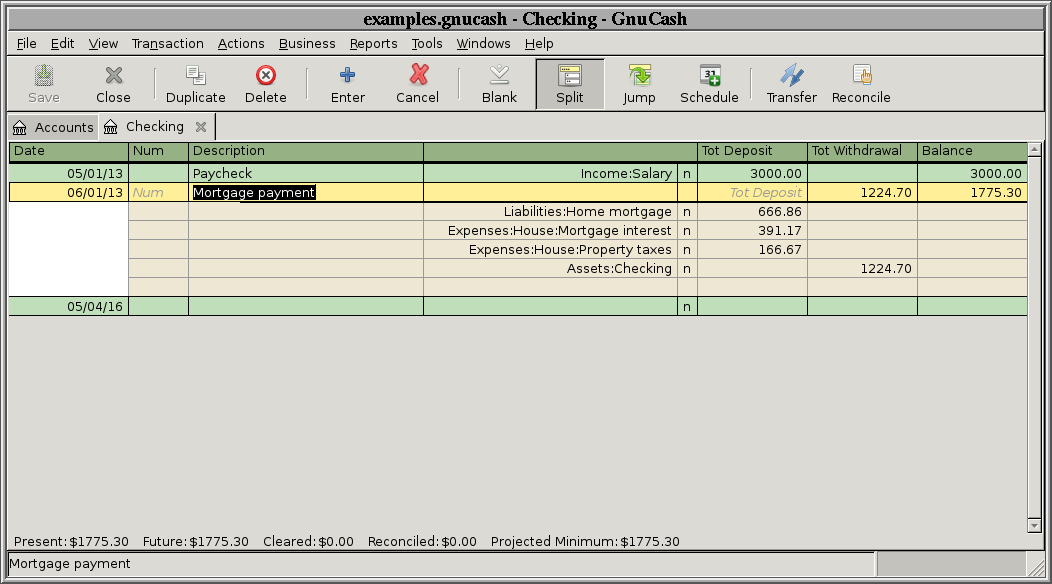 examples.gnucash - Checking - GnuCash
File Edit View Transaction Actions Business Reports Tools Windows Help
Save Close Duplicate Delete Enter Cancel Blank Split 31 Jump Schedule Transfer Reconcile
Accounts Checking
Date Num Description Tot Deposit Tot Withdrawal Balance
05/01/13 Paycheck Income:Salary n 3000.00 3000.00
06/01/13 Num Mortgage payment Tot Deposit 1224.70 1775.30
Liabilities:Home mortgage n 666.86
Expenses:House:Mortgage interest n 391.17
Expenses:House:Property taxes n 166.67
Assets:Checking n 1224.70
05/04/16 n
Present: $1775.30 Future: $1775.30 Cleared: $0.00 Reconciled: $0.00 Projected Minimum: $1775.30
Mortgage payment